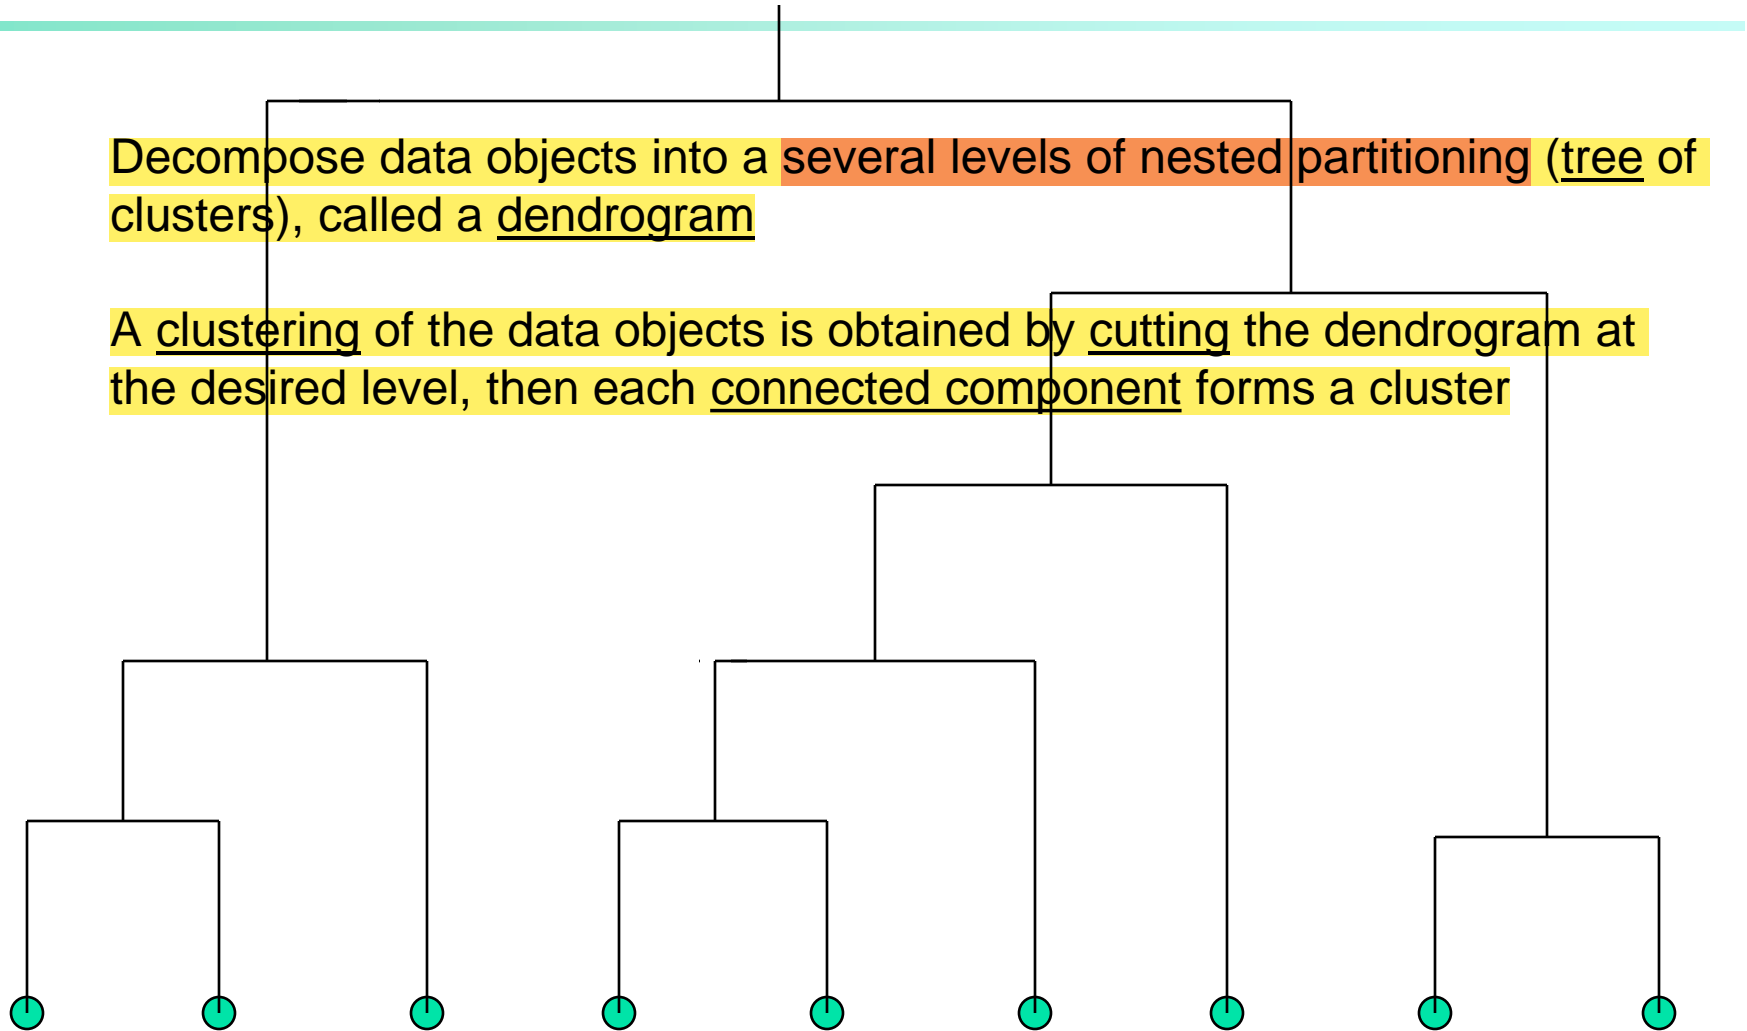 Decompose data objects into a several levels of nested partitioning (tree of
clusters), called a dendrogram
A clustering of the data objects is obtained by cutting the dendrogram at
the desired level, then each connected component forms a cluster